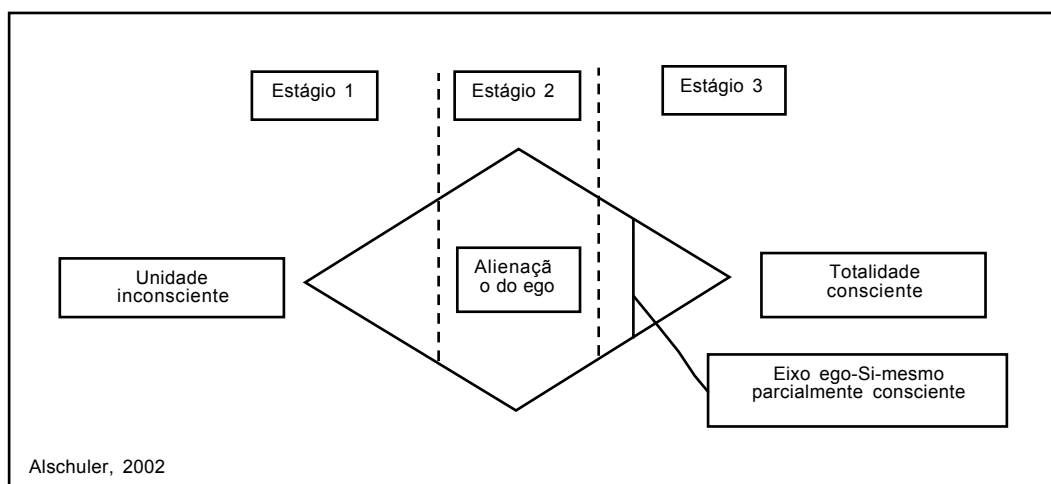 Estágio 1
Estágio 2
Estágio 3
Unidade
inconsciente
Alienaçã
o do ego
Totalidade
consciente
Eixo ego-Si-mesmo
parcialmente consciente
Alschuler, 2002